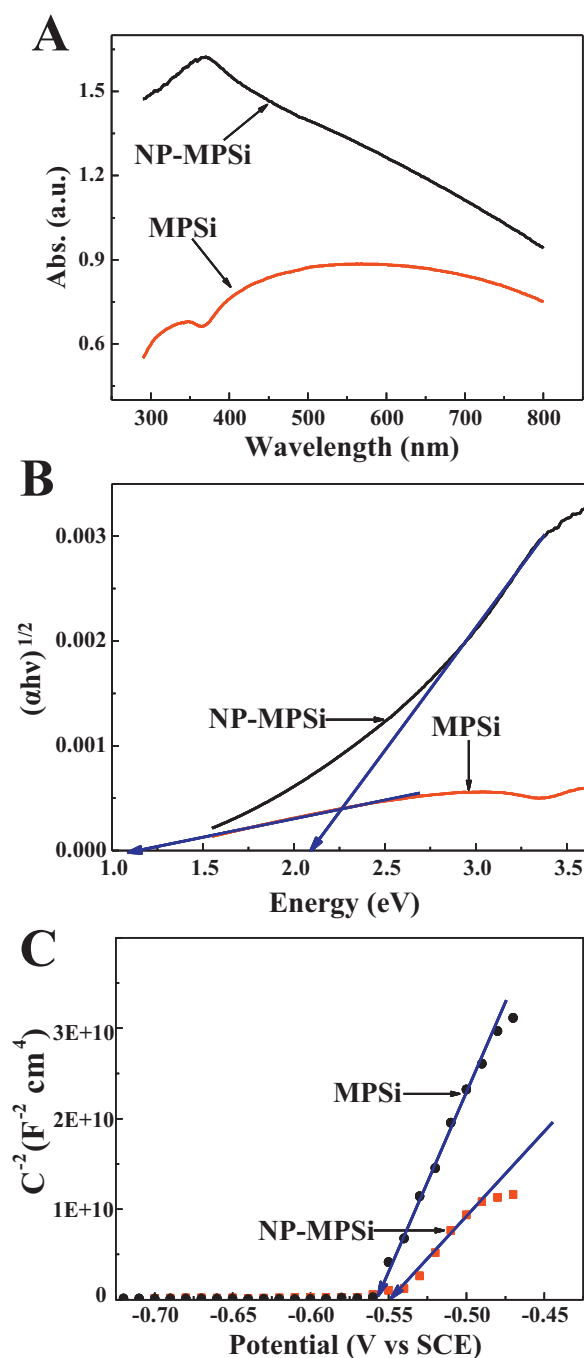 A
1.5
1.2
0.9
0.6
Abs. (a.u.)
NP-MPSi
MPSi
300 400 500 600 700 800
Wavelength (nm)
B
0.003
0.002
0.001
0.000
(αhν)^1/2
NP-MPSi
MPSi
1.0 1.5 2.0 2.5 3.0 3.5
Energy (eV)
C
3E+10
2E+10
1E+10
0
C^-2 (F^-2 cm^4)
MPSi
NP-MPSi
-0.70 -0.65 -0.60 -0.55 -0.50 -0.45
Potential (V vs SCE)